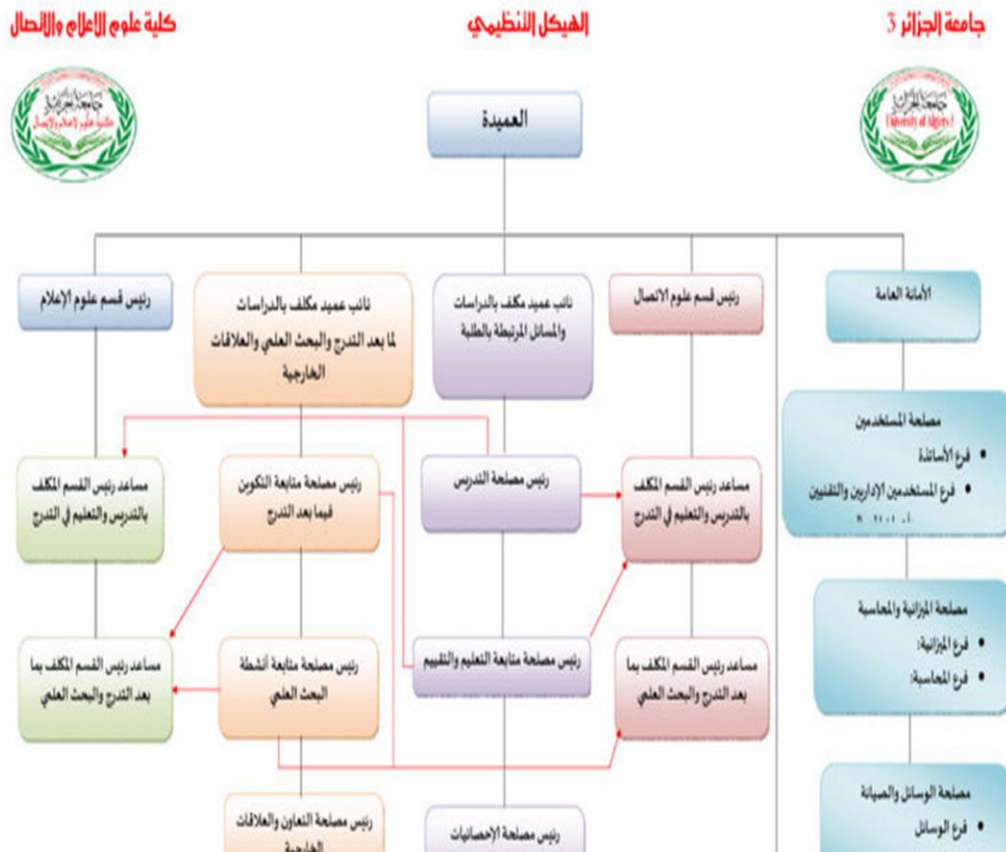 جامعة الجزائر 3
الهيكل التنظيمي
كلية علوم الاعلام والاتصال
University of Algiers 3
العميدة
الأمانة العامة
رئيس قسم علوم الاتصال
نائب عميد مكلف بالدراسات
والمسائل المرتبطة بالطلبة
نائب عميد مكلف بالدراسات
لما بعد التدرج والبحث العلمي والعلاقات
الخارجية
رئيس قسم علوم الإعلام
مصلحة المستخدمين
• فرع الأساتذة
• فرع المستخدمين الإداريين والتقنيين
مساعد رئيس القسم المكلف
بالتدريس والتعليم في التدرج
رئيس مصلحة التدريس
رئيس مصلحة متابعة التكوين
فيما بعد التدرج
مساعد رئيس القسم المكلف
بالتدريس والتعليم في التدرج
مصلحة الميزانية والمحاسبة
• فرع الميزانية:
• فرع المحاسبة:
مساعد رئيس القسم المكلف بما
بعد التدرج والبحث العلمي
رئيس مصلحة متابعة التعليم والتقييم
رئيس مصلحة متابعة أنشطة
البحث العلمي
مساعد رئيس القسم المكلف بما
بعد التدرج والبحث العلمي
مصلحة الوسائل والصيانة
• فرع الوسائل
رئيس مصلحة الإحصائيات
رئيس مصلحة التعاون والعلاقات
الخارجية